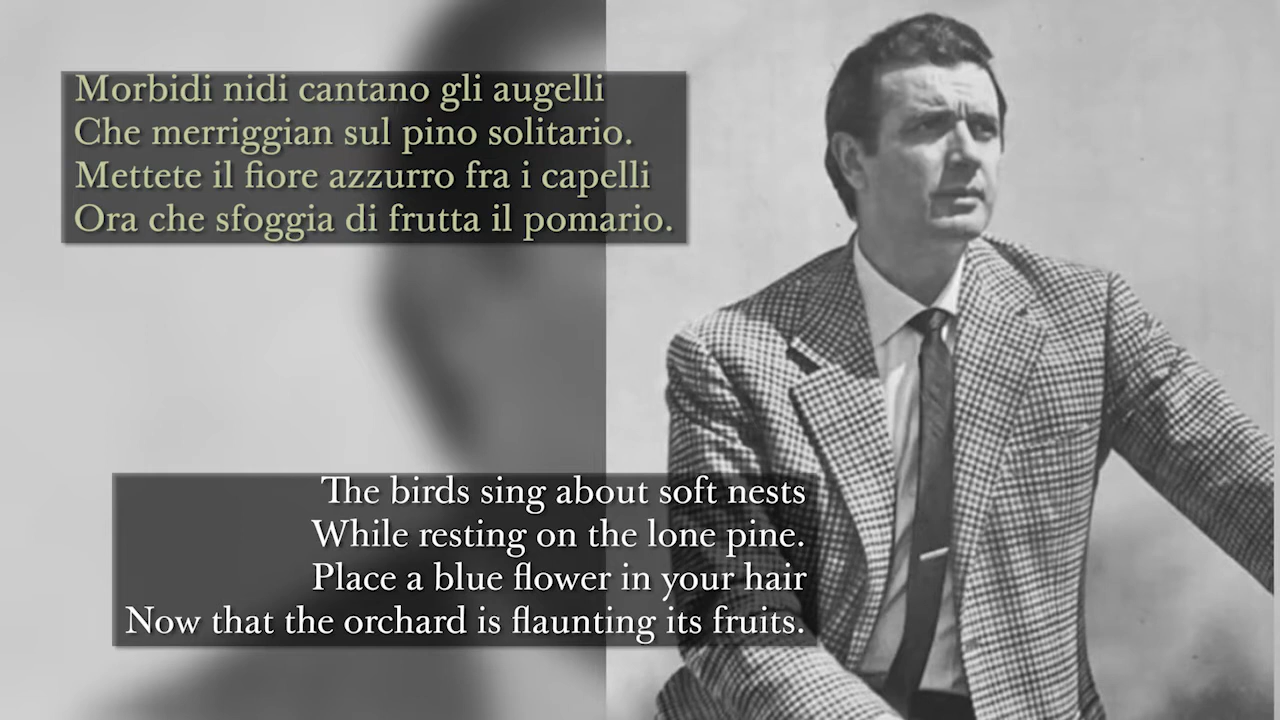 Morbidi nidi cantano gli augelli
Che merriggian sul pino solitario.
Mettete il fiore azzurro fra i capelli
Ora che sfoggia di frutta il pomario.
The birds sing about soft nests
While resting on the lone pine.
Place a blue flower in your hair
Now that the orchard is flaunting its fruits.